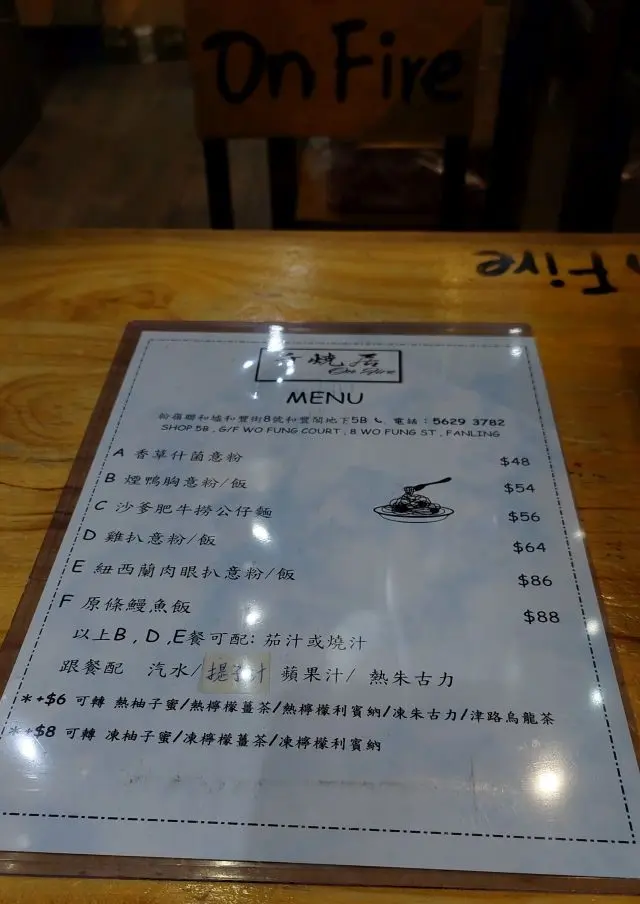 On Fire
Fire
燒居
On Fire
MENU
粉嶺聯和墟和豐街8號和豐閣地下5B 電話：5629 3782
SHOP 5B , G/F WO FUNG COURT , 8 WO FUNG ST , FANLING
A 香草什菌意粉 $48
B 煙鴨胸意粉/飯 $54
C 沙爹肥牛撈公仔麵 $56
D 雞扒意粉/飯 $64
E 紐西蘭肉眼扒意粉/飯 $86
F 原條鰻魚飯 $88
以上B , D ,E餐可配: 茄汁或燒汁
跟餐配 汽水/提子汁 蘋果汁/ 熱朱古力
*+$6 可轉 熱柚子蜜/熱檸檬薑茶/熱檸檬利賓納/凍朱古力/津路烏龍茶
*+$8 可轉 凍柚子蜜/凍檸檬薑茶/凍檸檬利賓納